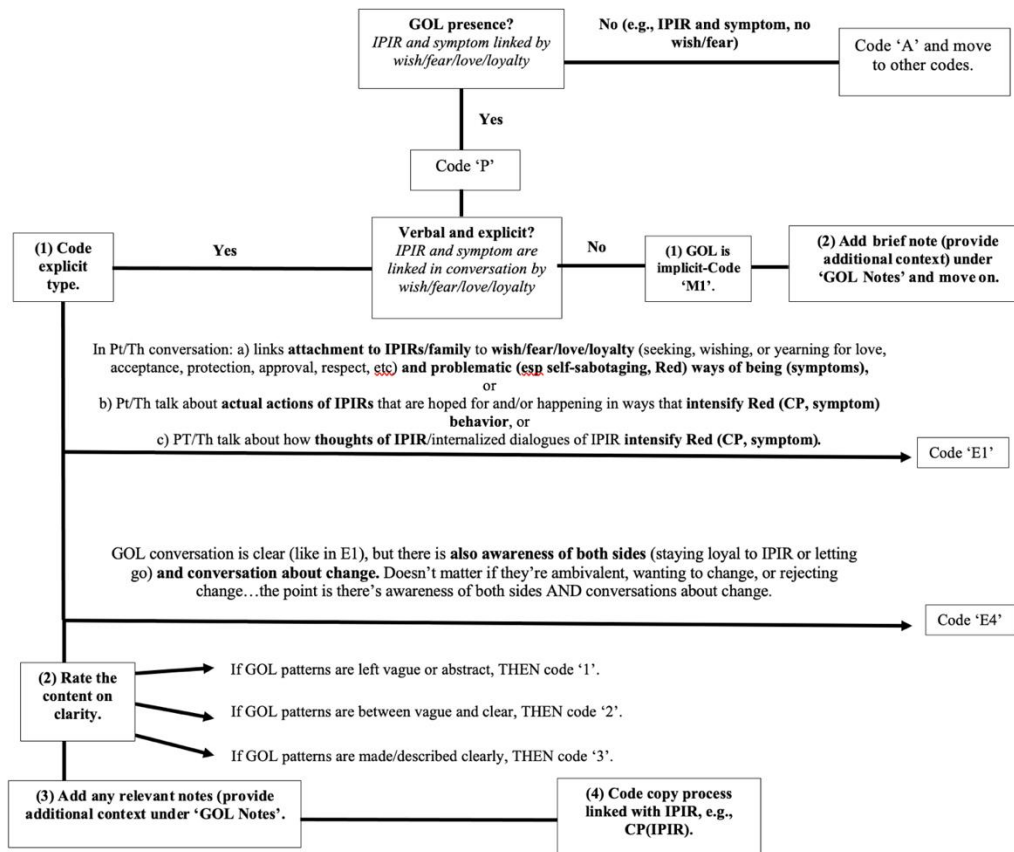 GOL presence?
IPIR and symptom linked by
wish/fear/love/loyalty
No (e.g., IPIR and symptom, no
wish/fear)
Code ‘A’ and move
to other codes.
Yes
Code ‘P’
(1) Code
explicit
type.
Yes
Verbal and explicit?
IPIR and symptom are
linked in conversation by
wish/fear/love/loyalty
No
(1) GOL is
implicit-Code
‘M1’.
(2) Add brief note (provide
additional context) under
‘GOL Notes’ and move on.
In Pt/Th conversation: a) links attachment to IPIRs/family to wish/fear/love/loyalty (seeking, wishing, or yearning for love,
acceptance, protection, approval, respect, etc) and problematic (esp self-sabotaging, Red) ways of being (symptoms),
or
b) Pt/Th talk about actual actions of IPIRs that are hoped for and/or happening in ways that intensify Red (CP, symptom)
behavior, or
c) PT/Th talk about how thoughts of IPIR/internalized dialogues of IPIR intensify Red (CP, symptom).
Code ‘E1’
GOL conversation is clear (like in E1), but there is also awareness of both sides (staying loyal to IPIR or letting
go) and conversation about change. Doesn’t matter if they’re ambivalent, wanting to change, or rejecting
change…the point is there’s awareness of both sides AND conversations about change.
Code ‘E4’
(2) Rate the
content on
clarity.
If GOL patterns are left vague or abstract, THEN code ‘1’.
If GOL patterns are between vague and clear, THEN code ‘2’.
If GOL patterns are made/described clearly, THEN code ‘3’.
(3) Add any relevant notes (provide
additional context under ‘GOL Notes’.
(4) Code copy process
linked with IPIR, e.g.,
CP(IPIR).